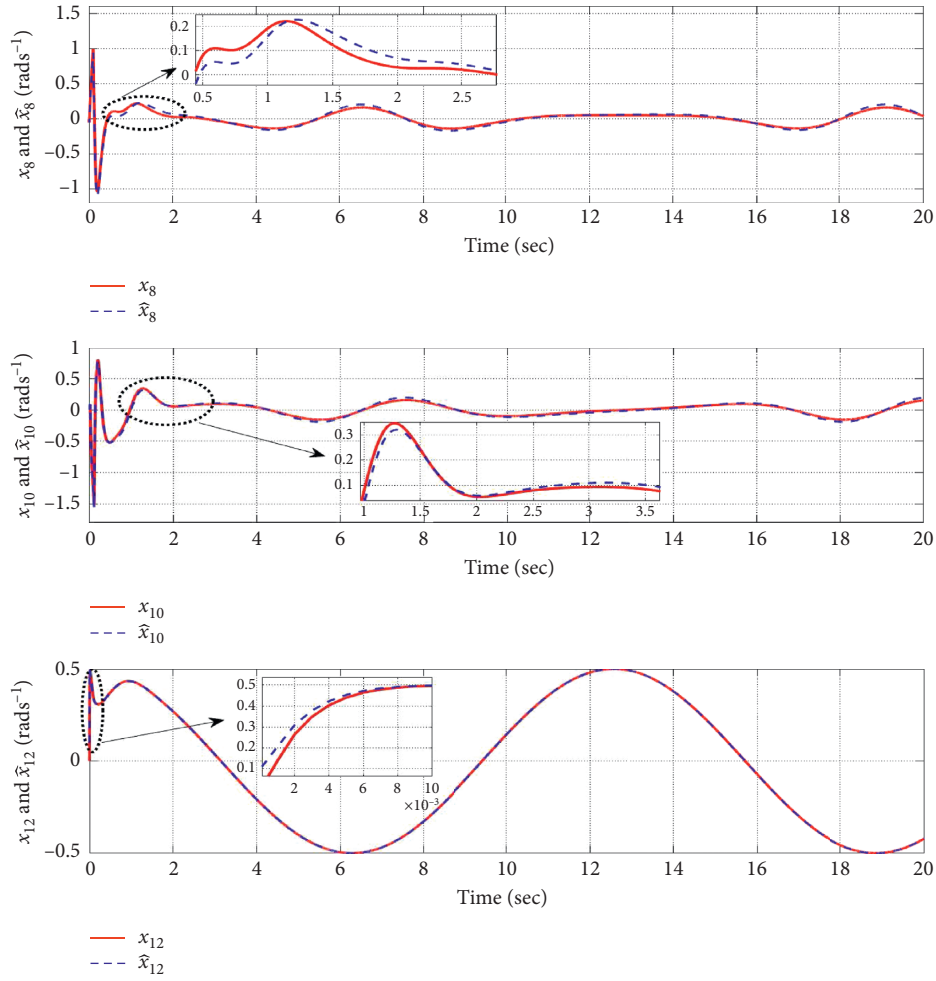 x₈ and x̂₈ (rads⁻¹)
1.5
1
0.5
0
−0.5
−1
0.2
0.1
0
0.5 1 1.5 2 2.5
0 2 4 6 8 10 12 14 16 18 20
Time (sec)
x₈
x̂₈
x₁₀ and x̂₁₀ (rads⁻¹)
1
0.5
0
−0.5
−1
−1.5
0.3
0.2
0.1
1 1.5 2 2.5 3 3.5
0 2 4 6 8 10 12 14 16 18 20
Time (sec)
x₁₀
x̂₁₀
x₁₂ and x̂₁₂ (rads⁻¹)
0.5
0
−0.5
0.5
0.4
0.3
0.2
0.1
2 4 6 8 10
×10⁻³
0 2 4 6 8 10 12 14 16 18 20
Time (sec)
x₁₂
x̂₁₂